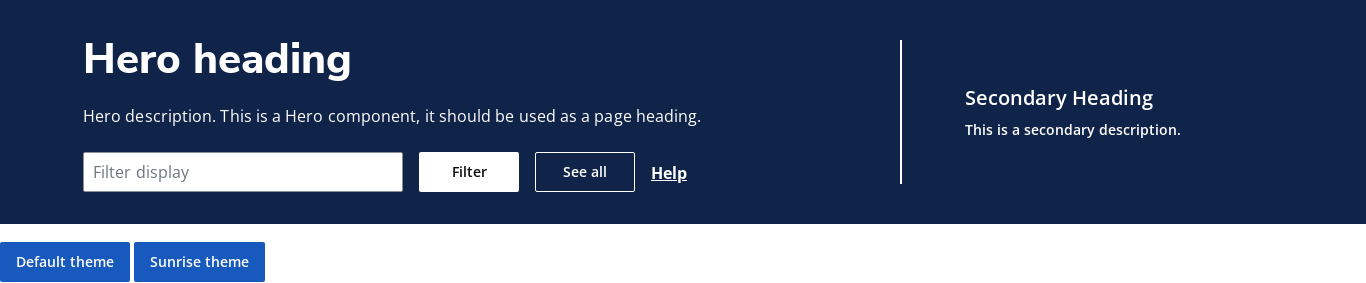 Hero heading
Hero description. This is a Hero component, it should be used as a page heading.
Filter display
Filter
See all
Help
Secondary Heading
This is a secondary description.
Default theme
Sunrise theme